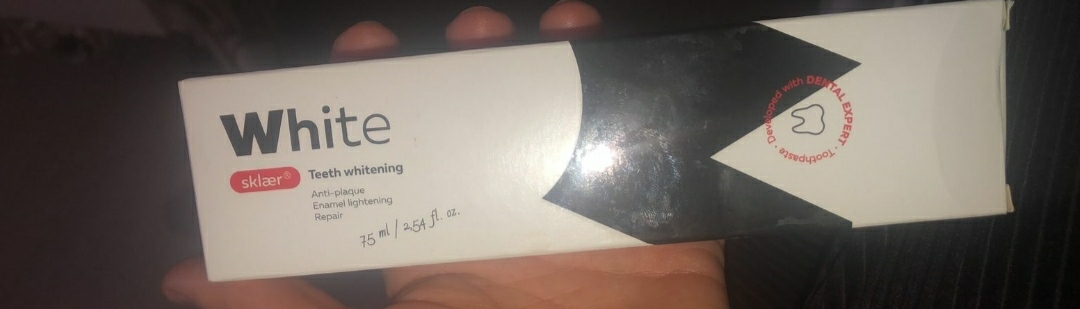 White
sklær®
Teeth whitening
Anti-plaque
Enamel lightening
Repair
75 ml / 2.54 fl. oz.
Developed with DENTAL EXPERT · Toothpaste ·